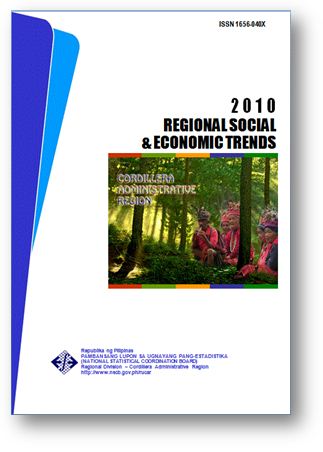 ISSN 1656-040X
2010
REGIONAL SOCIAL
& ECONOMIC TRENDS
CORDILLERA
ADMINISTRATIVE
REGION
Republika ng Pilipinas
PAMBANSANG LUPON SA UGNAYANG PANG-ESTADISTIKA
(NATIONAL STATISTICAL COORDINATION BOARD)
Regional Division – Cordillera Administrative Region
http://www.nscb.gov.ph/rucar